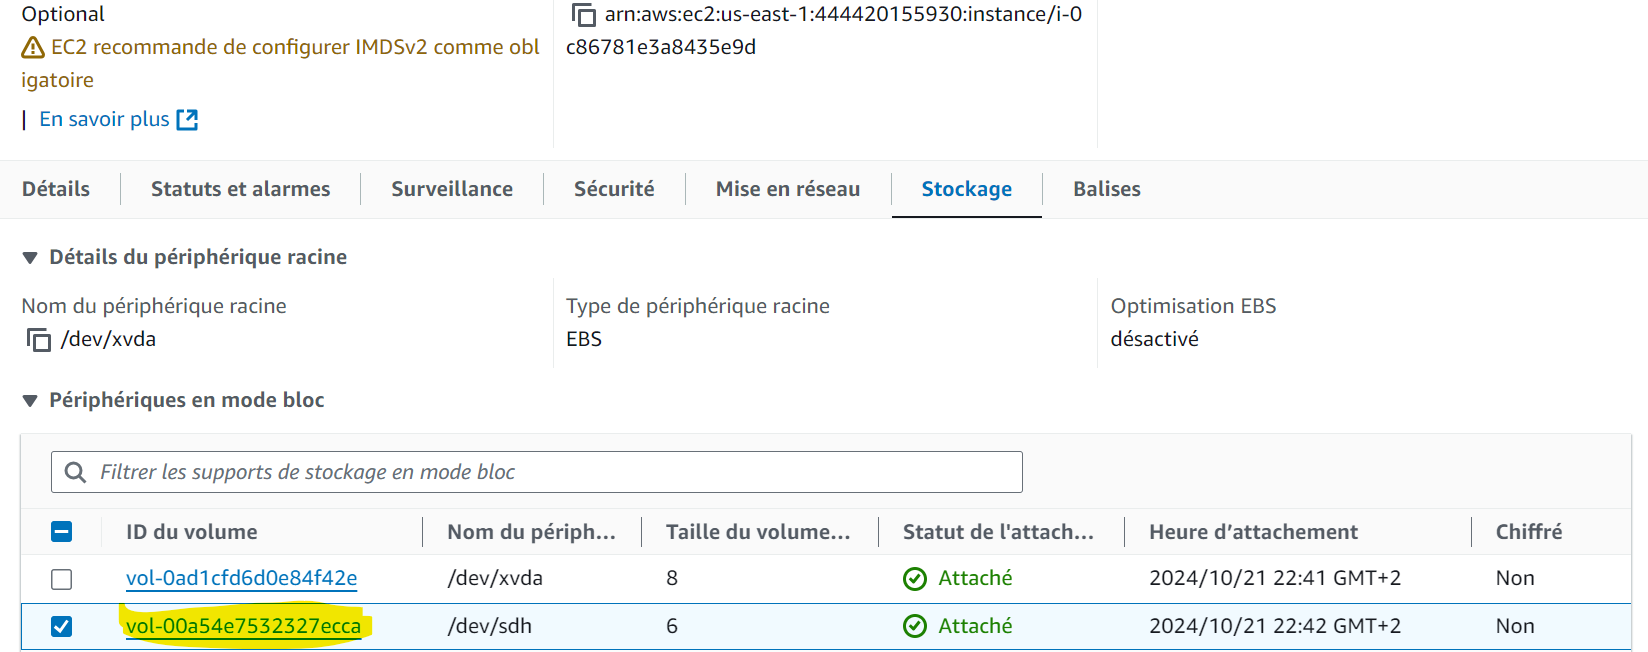 Optional
EC2 recommande de configurer IMDSv2 comme obl
igatoire
| En savoir plus
arn:aws:ec2:us-east-1:444420155930:instance/i-0
c86781e3a8435e9d
Détails | Statuts et alarmes | Surveillance | Sécurité | Mise en réseau | Stockage | Balises
Détails du périphérique racine
Nom du périphérique racine
/dev/xvda
Type de périphérique racine
EBS
Optimisation EBS
désactivé
Périphériques en mode bloc
Filtrer les supports de stockage en mode bloc
ID du volume | Nom du périph... | Taille du volume... | Statut de l'attach... | Heure d’attachement | Chiffré
vol-0ad1cfd6d0e84f42e /dev/xvda 8 Attaché 2024/10/21 22:41 GMT+2 Non
vol-00a54e7532327ecca /dev/sdh 6 Attaché 2024/10/21 22:42 GMT+2 Non